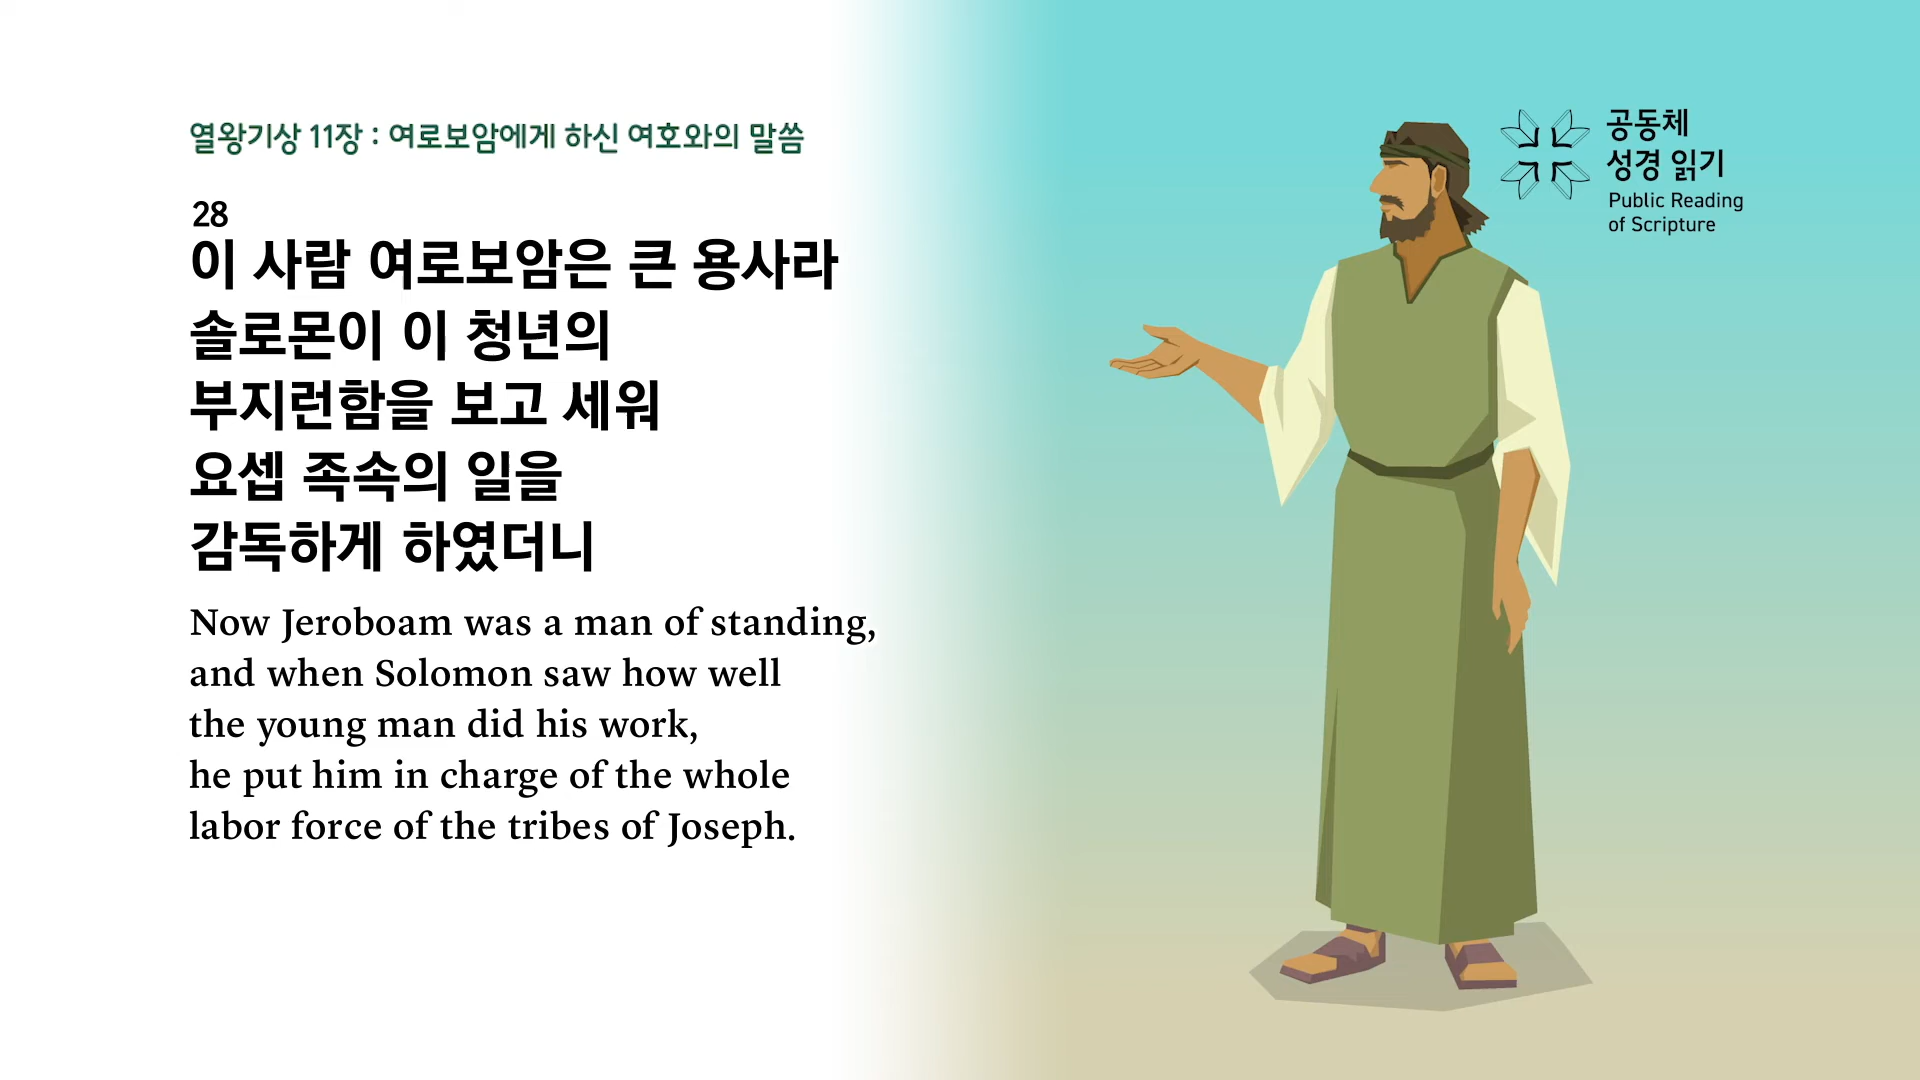 열왕기상 11장 : 여로보암에게 하신 여호와의 말씀
28
이 사람 여로보암은 큰 용사라
솔로몬이 이 청년의
부지런함을 보고 세워
요셉 족속의 일을
감독하게 하였더니
Now Jeroboam was a man of standing,
and when Solomon saw how well
the young man did his work,
he put him in charge of the whole
labor force of the tribes of Joseph.
공동체
성경 읽기
Public Reading
of Scripture